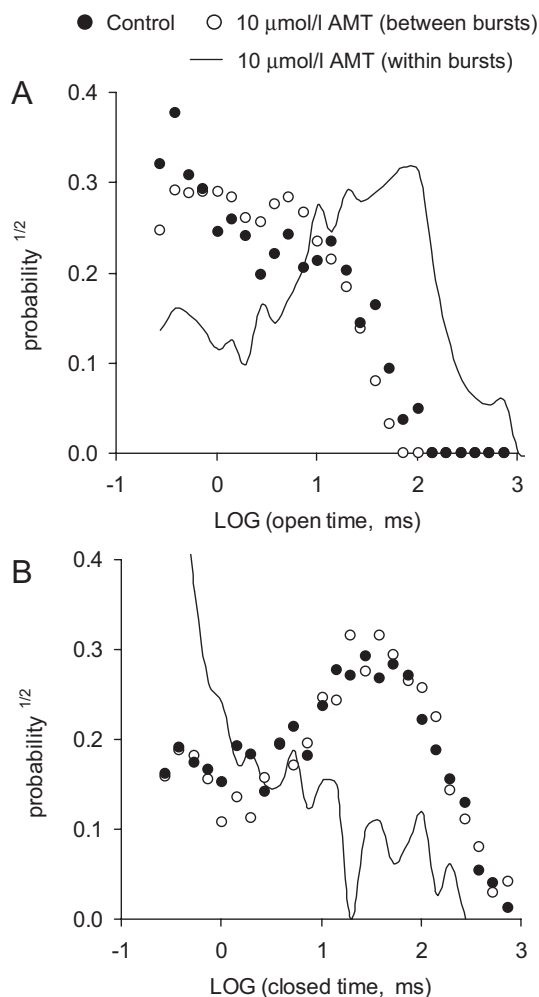 Control 10 μmol/l AMT (between bursts)
10 μmol/l AMT (within bursts)
A
0.4
0.3
0.2
0.1
0.0
probability 1/2
-1 0 1 2 3
LOG (open time, ms)
B
0.4
0.3
0.2
0.1
0.0
probability 1/2
-1 0 1 2 3
LOG (closed time, ms)